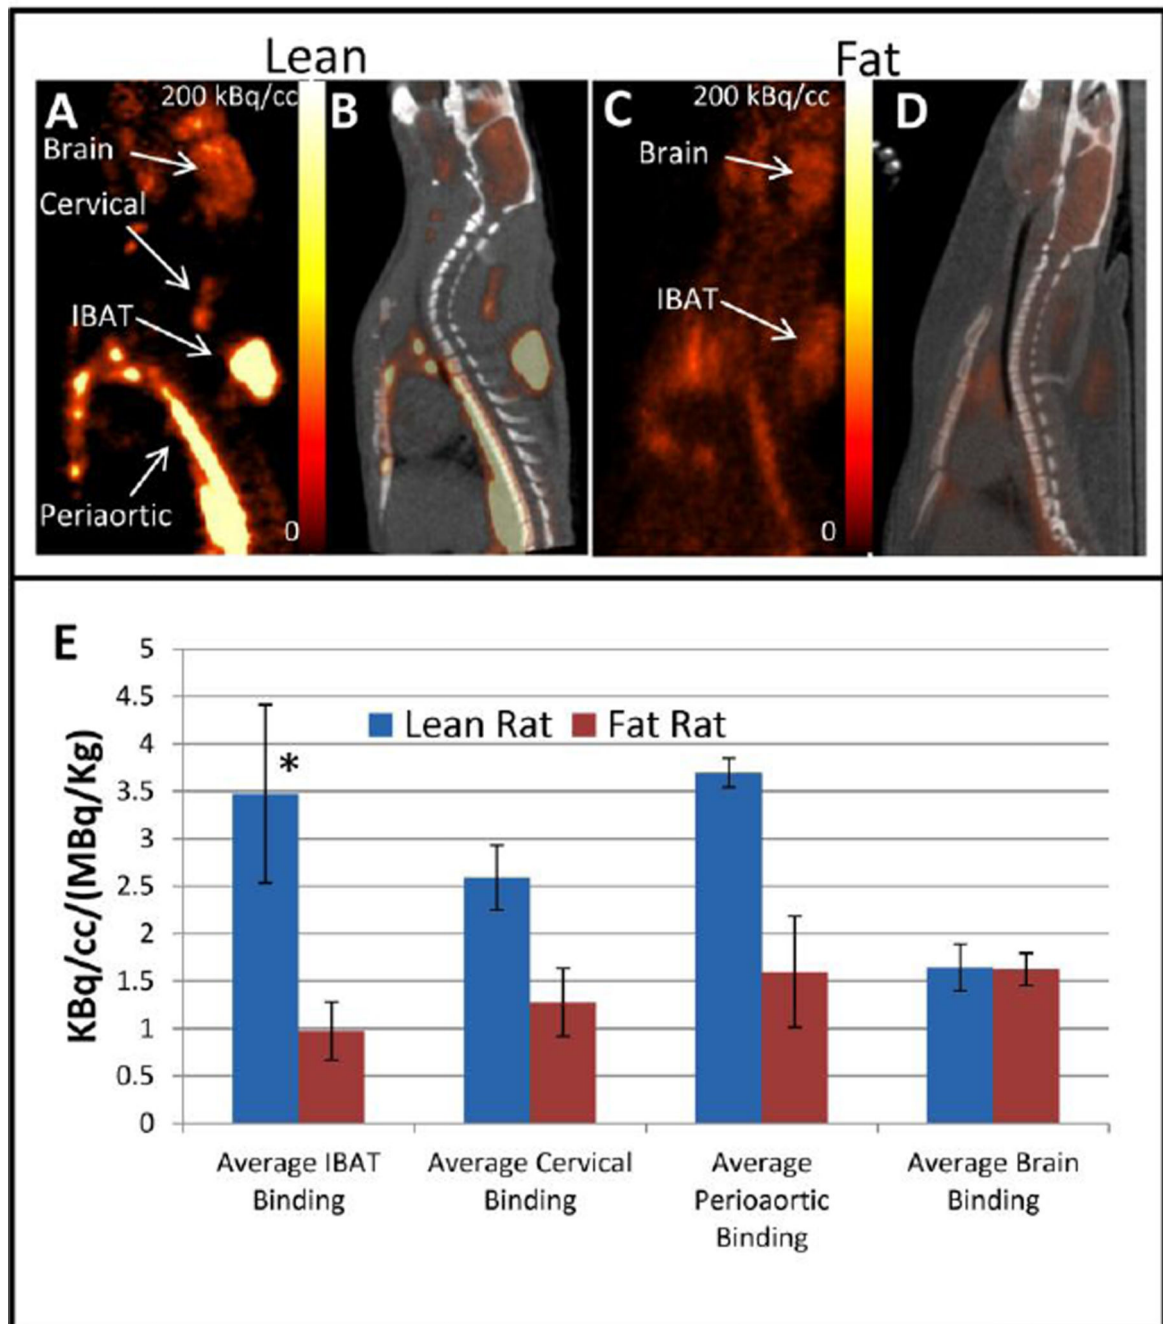 Lean
Fat
A
200 kBq/cc
Brain
Cervical
IBAT
Periaortic
0
B
C
200 kBq/cc
Brain
IBAT
0
D
E
KBq/cc/(MBq/Kg)
5
4.5
4
3.5
3
2.5
2
1.5
1
0.5
0
Lean Rat
Fat Rat
*
Average IBAT
Binding
Average Cervical
Binding
Average
Perioaortic
Binding
Average Brain
Binding